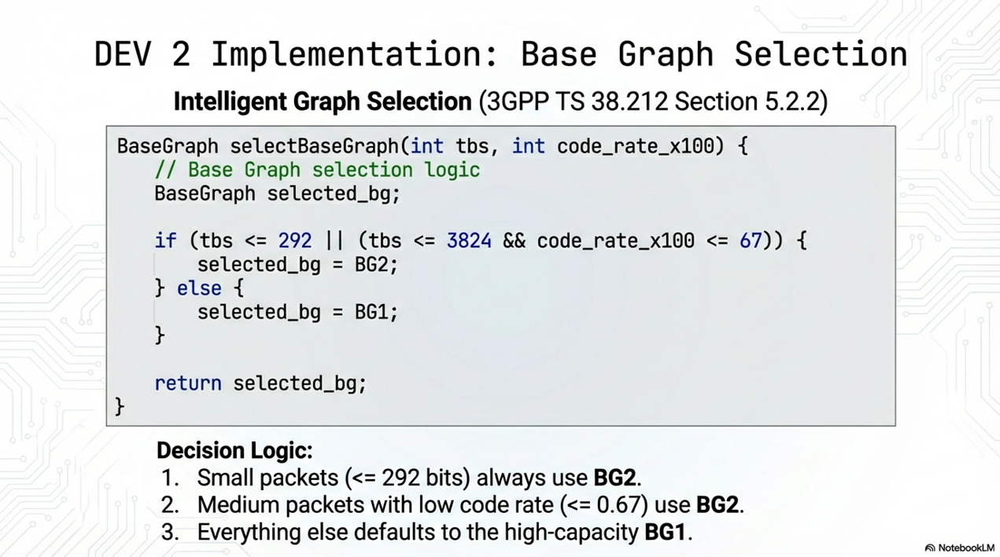 DEV 2 Implementation: Base Graph Selection
Intelligent Graph Selection (3GPP TS 38.212 Section 5.2.2)
BaseGraph selectBaseGraph(int tbs, int code_rate_x100) {
    // Base Graph selection logic
    BaseGraph selected_bg;
    if (tbs <= 292 || (tbs <= 3824 && code_rate_x100 <= 67)) {
        selected_bg = BG2;
    } else {
        selected_bg = BG1;
    }
    return selected_bg;
}
Decision Logic:
1. Small packets (<= 292 bits) always use BG2.
2. Medium packets with low code rate (<= 0.67) use BG2.
3. Everything else defaults to the high-capacity BG1.
NotebookLM